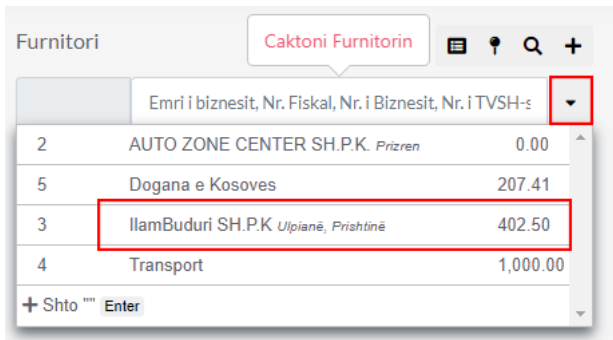 Furnitori
Caktoni Furnitorin
Emri i biznesit, Nr. Fiskal, Nr. i Biznesit, Nr. i TVSH-s
2 AUTO ZONE CENTER SH.P.K. Prizren 0.00
5 Dogana e Kosoves 207.41
3 IlamBuduri SH.P.K Ulpianë, Prishtinë 402.50
4 Transport 1,000.00
+ Shto "" Enter